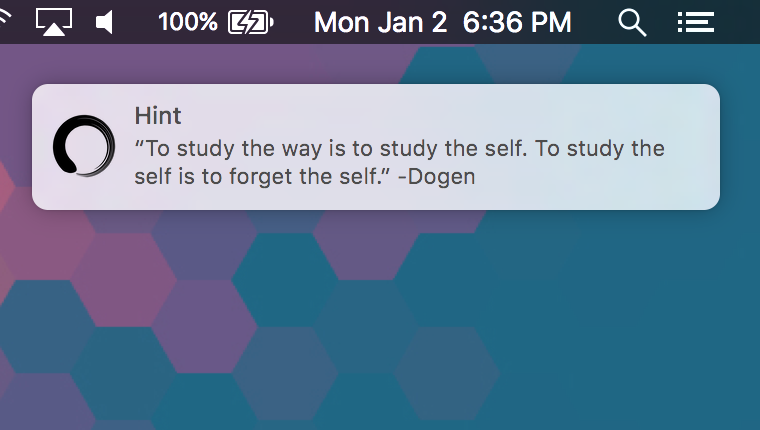 100% Mon Jan 2 6:36 PM
Hint
“To study the way is to study the self. To study the
self is to forget the self.” -Dogen